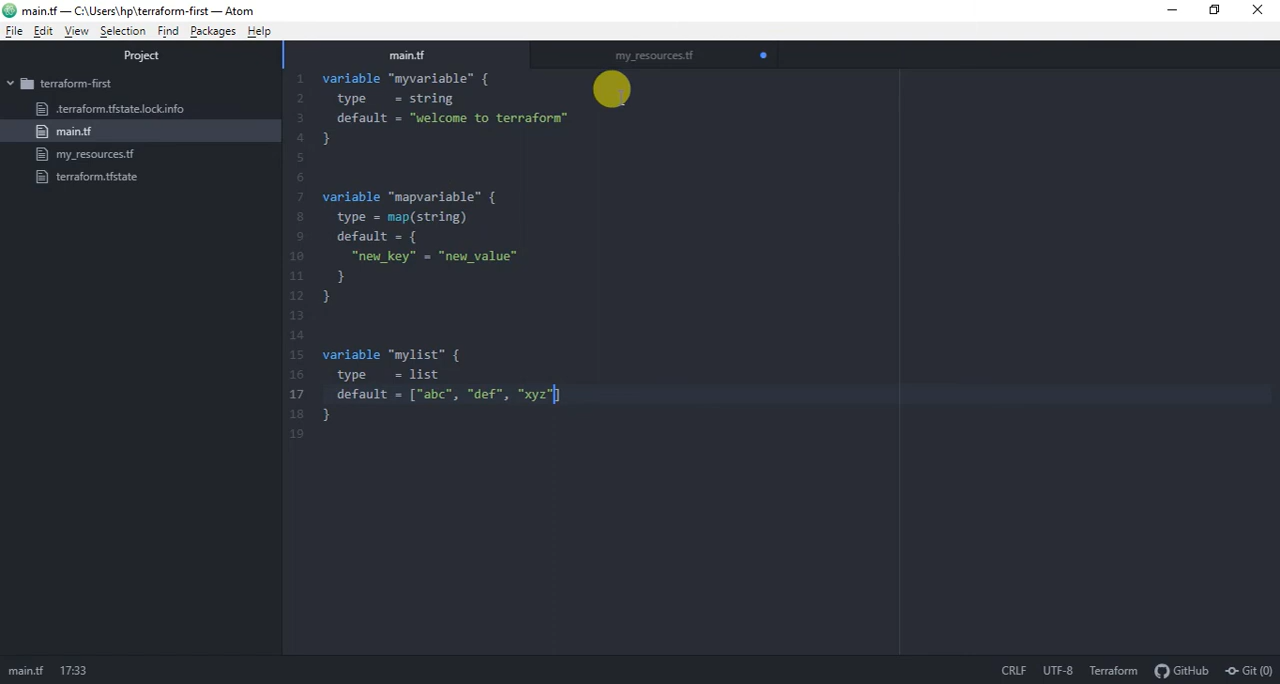 main.tf — C:\Users\hp\terraform-first — Atom
File Edit View Selection Find Packages Help
Project
main.tf
my_resources.tf
terraform-first
.terraform.tfstate.lock.info
main.tf
my_resources.tf
terraform.tfstate
1 variable "myvariable" {
2 type = string
3 default = "welcome to terraform"
4 }
5
6
7 variable "mapvariable" {
8 type = map(string)
9 default = {
10 "new_key" = "new_value"
11 }
12 }
13
14
15 variable "mylist" {
16 type = list
17 default = ["abc", "def", "xyz"]
18 }
19
main.tf 17:33 CRLF UTF-8 Terraform GitHub Git (0)